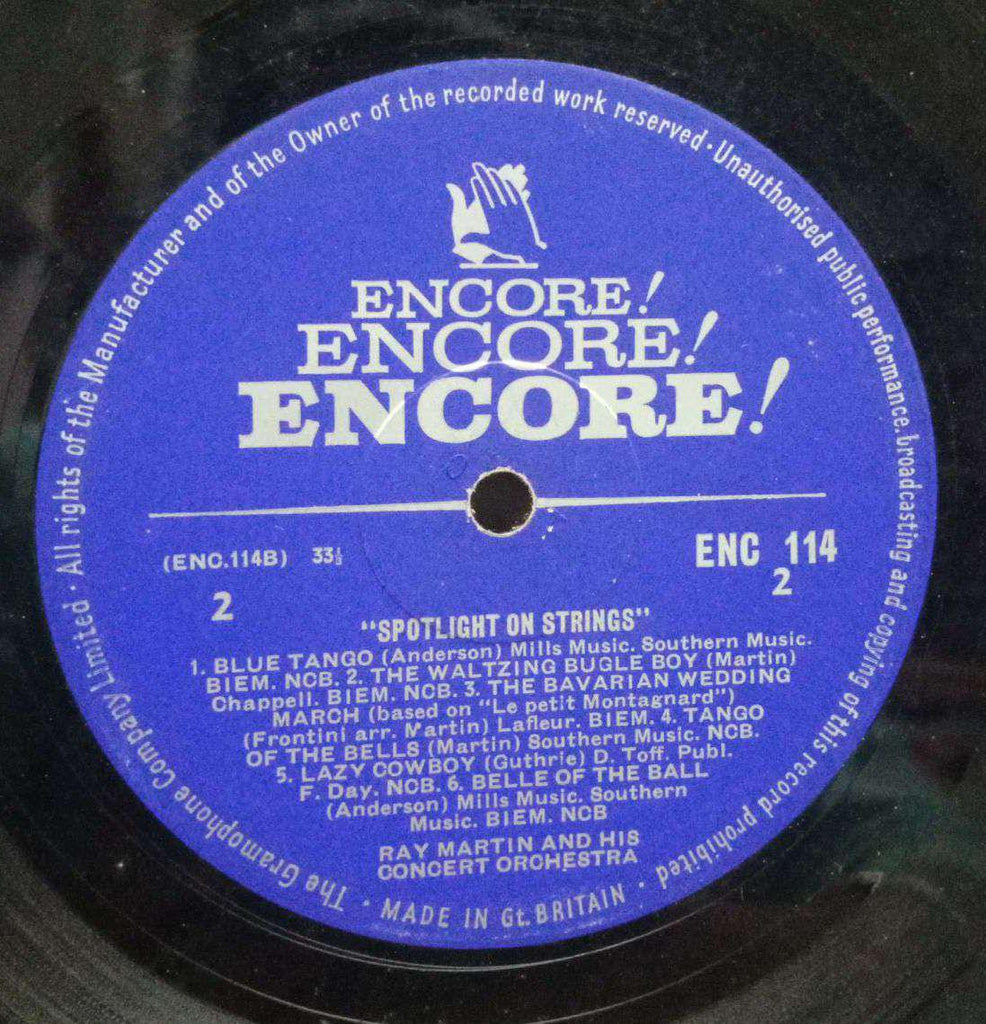 The Gramophone Company Limited · All rights of the Manufacturer and of the Owner of the recorded work reserved · Unauthorised public performance, broadcasting and copying of this record prohibited ·
ENCORE!
ENCORE!
ENCORE!
(ENC.114B) 33⅓
ENC 114
2
2
"SPOTLIGHT ON STRINGS"
1. BLUE TANGO (Anderson) Mills Music. Southern Music.
BIEM. NCB. 2. THE WALTZING BUGLE BOY (Martin)
Chappell. BIEM. NCB. 3. THE BAVARIAN WEDDING
MARCH (based on "Le petit Montagnard")
(Frontini arr. Martin) Lafleur. BIEM. 4. TANGO
OF THE BELLS (Martin) Southern Music. NCB.
5. LAZY COWBOY (Guthrie) D. Toff. Publ.
F. Day. NCB. 6. BELLE OF THE BALL
(Anderson) Mills Music. Southern
Music. BIEM. NCB
RAY MARTIN AND HIS
CONCERT ORCHESTRA
· MADE IN Gt. BRITAIN ·